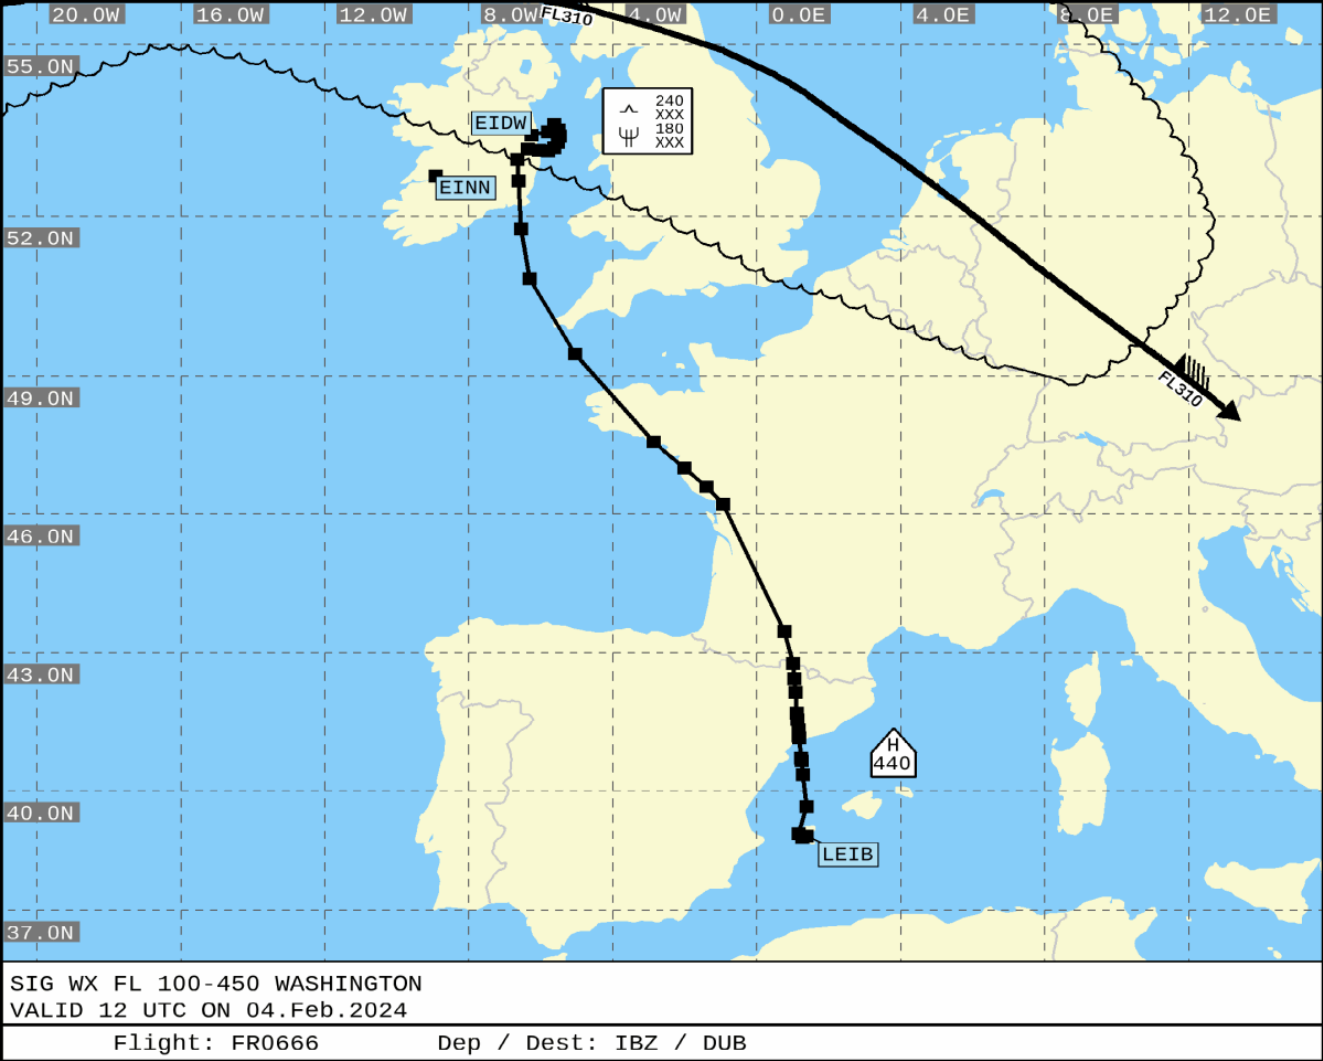 20.0W 16.0W 12.0W 8.0W 4.0W 0.0E 4.0E 8.0E 12.0E
FL310
55.0N
240
XXX
180
XXX
EIDW
EINN
52.0N
FL310
49.0N
46.0N
43.0N
H
440
40.0N
LEIB
37.0N
SIG WX FL 100-450 WASHINGTON
VALID 12 UTC ON 04.Feb.2024
Flight: FR0666 Dep / Dest: IBZ / DUB